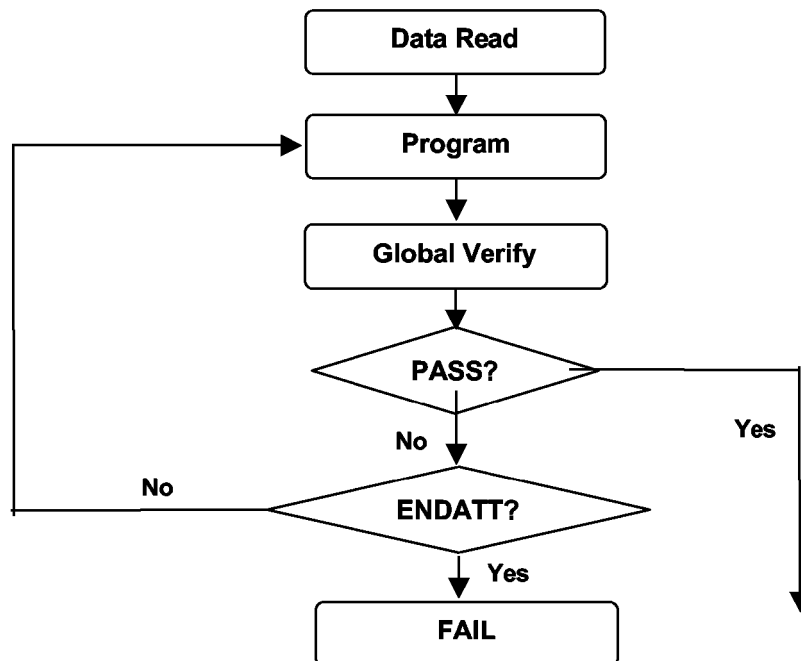 Data Read
Program
Global Verify
PASS?
Yes
No
No
ENDATT?
Yes
FAIL